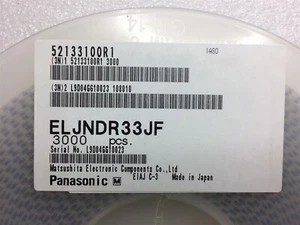 52133100R1
IASO
(3N)1 52133100R1 3000
(3N)2 L9D04GG10023 100010
ELJNDR33JF
3000 pcs.
Serial No. L9D04GG10023
Matsushita Electronic Components Co.,Ltd
Panasonic M EIAJ C-3 Made in Japan